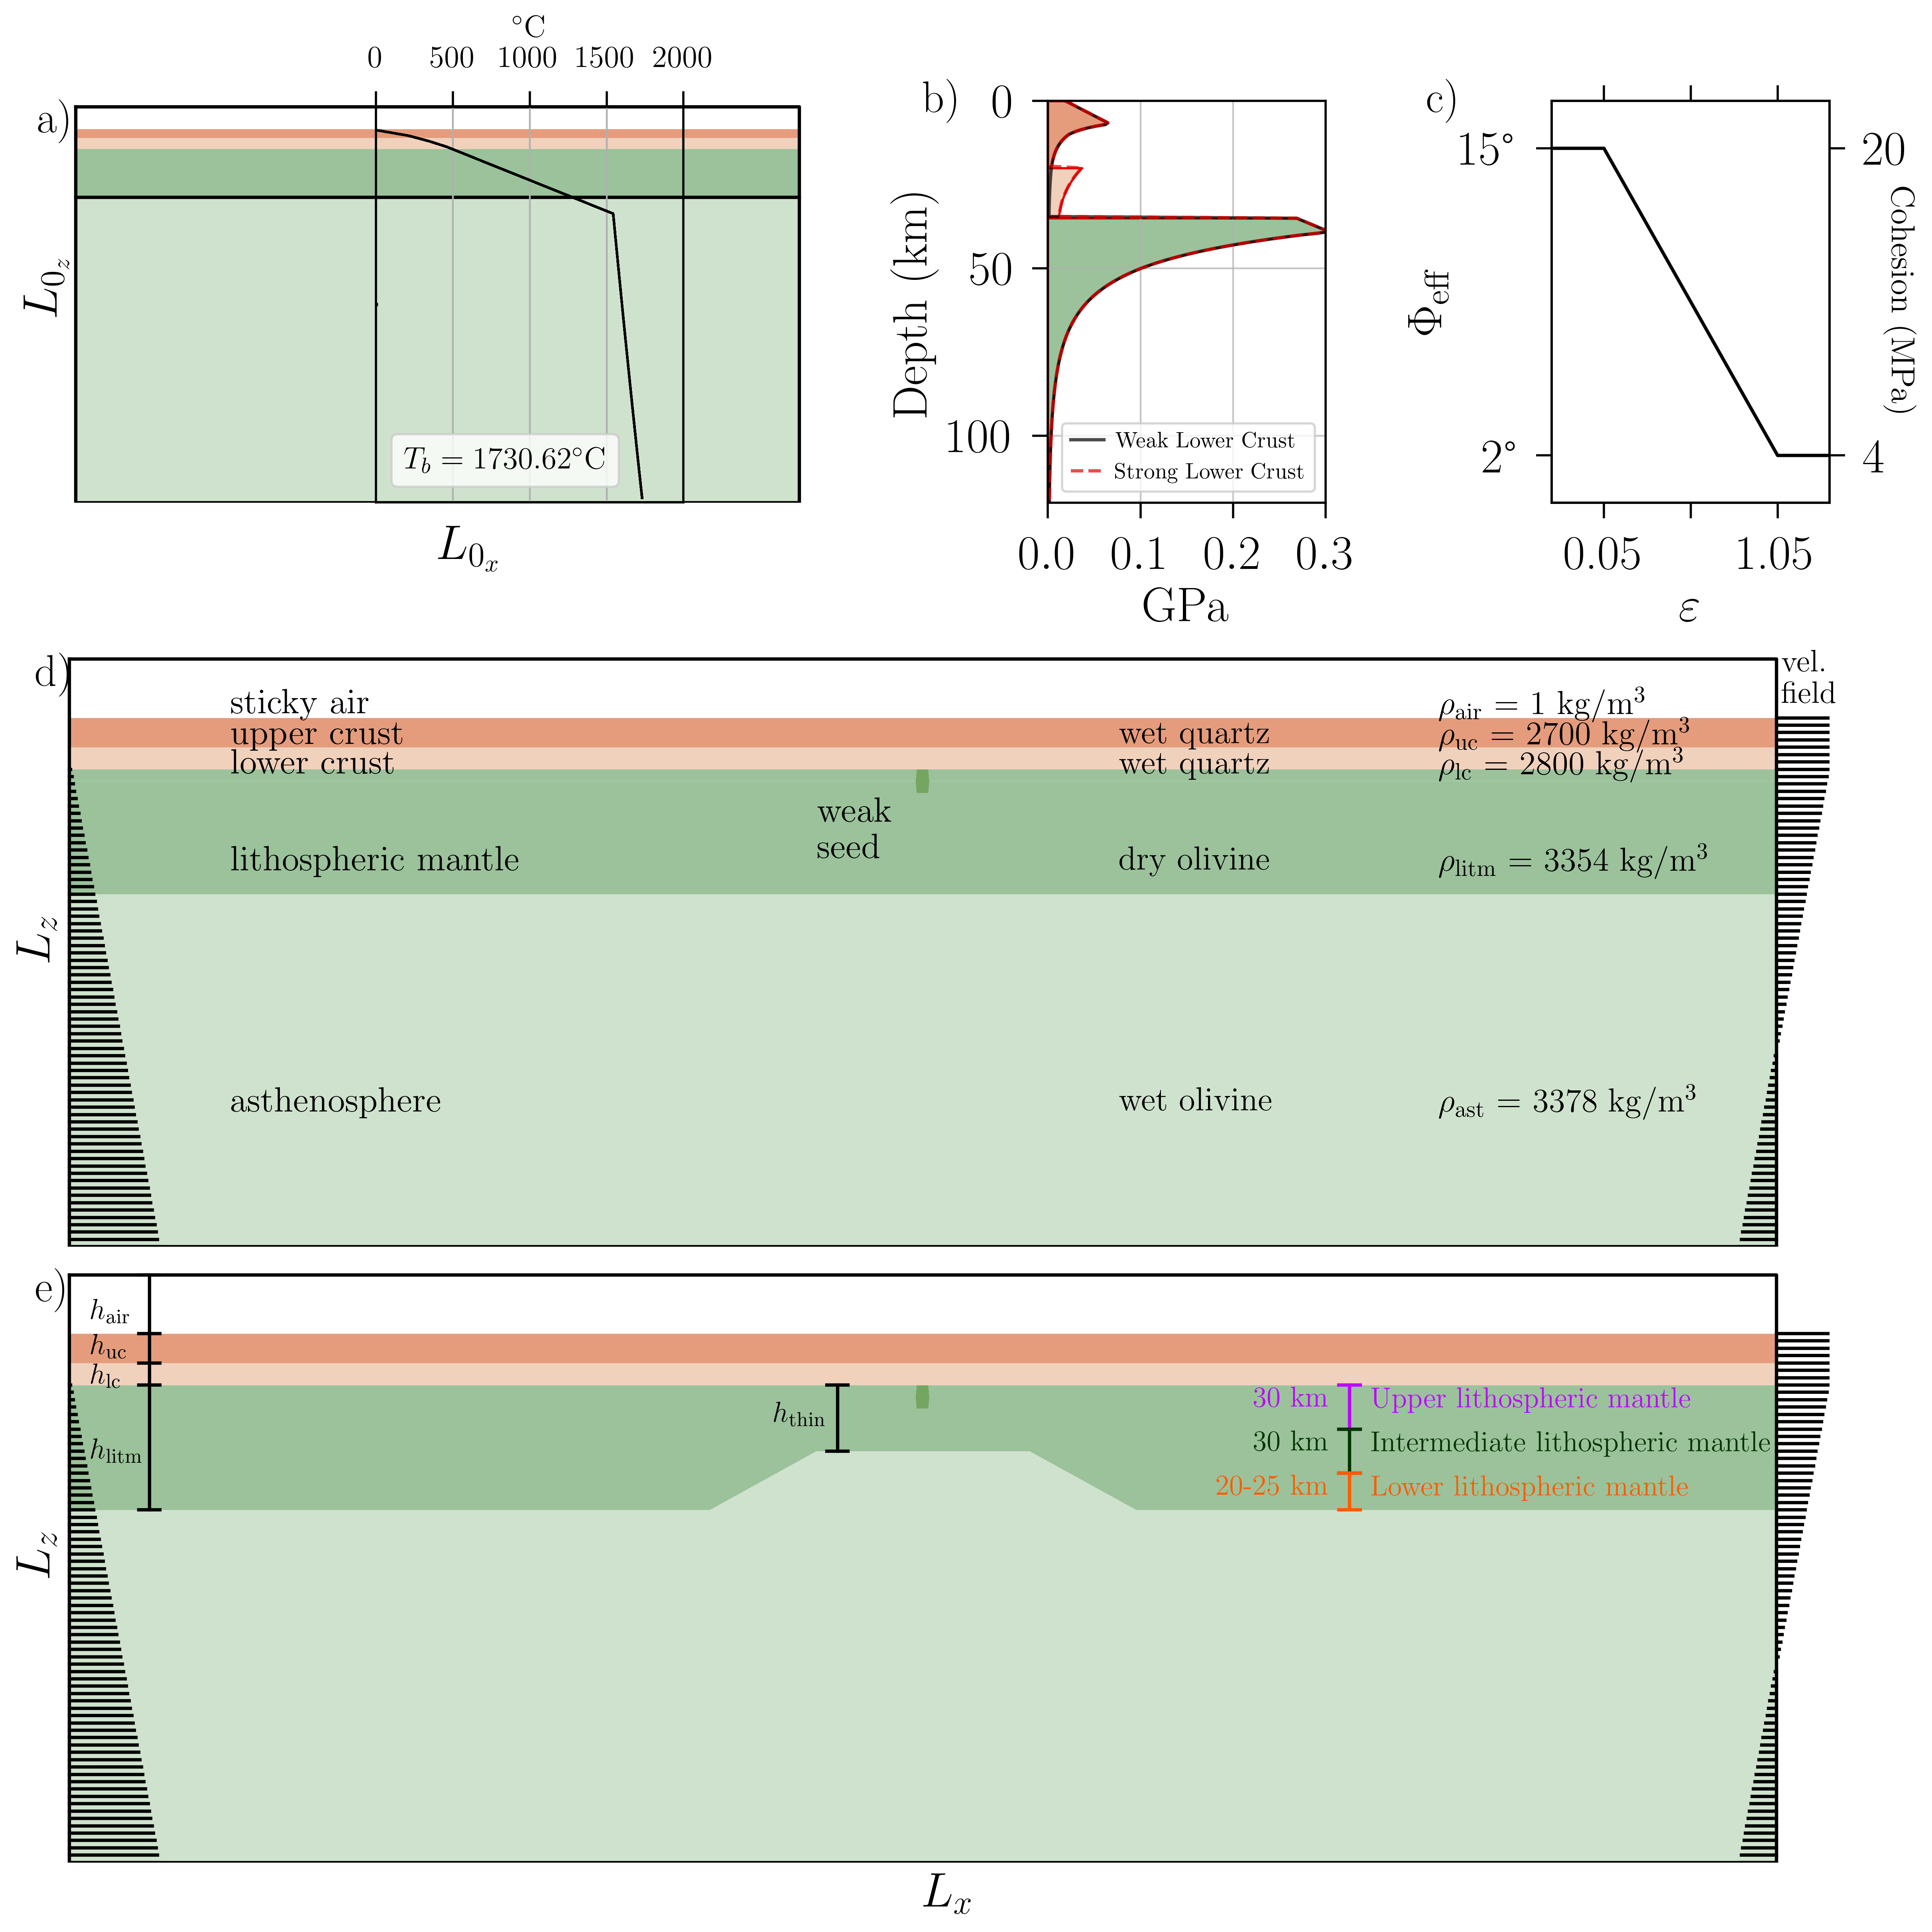 °C
0 500 1000 1500 2000
a)
L0z
Tb = 1730.62°C
L0x
b)
0
50
100
Depth (km)
Weak Lower Crust
Strong Lower Crust
0.0 0.1 0.2 0.3
GPa
c)
15°
2°
Φeff
20
4
Cohesion (MPa)
0.05 1.05
ε
d)
vel.
field
sticky air
ρair = 1 kg/m³
upper crust wet quartz ρuc = 2700 kg/m³
lower crust wet quartz ρlc = 2800 kg/m³
weak
seed
lithospheric mantle dry olivine ρlitm = 3354 kg/m³
Lz
asthenosphere wet olivine ρast = 3378 kg/m³
e)
hair
huc
hlc
hlitm
hthin
30 km Upper lithospheric mantle
30 km Intermediate lithospheric mantle
20-25 km Lower lithospheric mantle
Lz
Lx